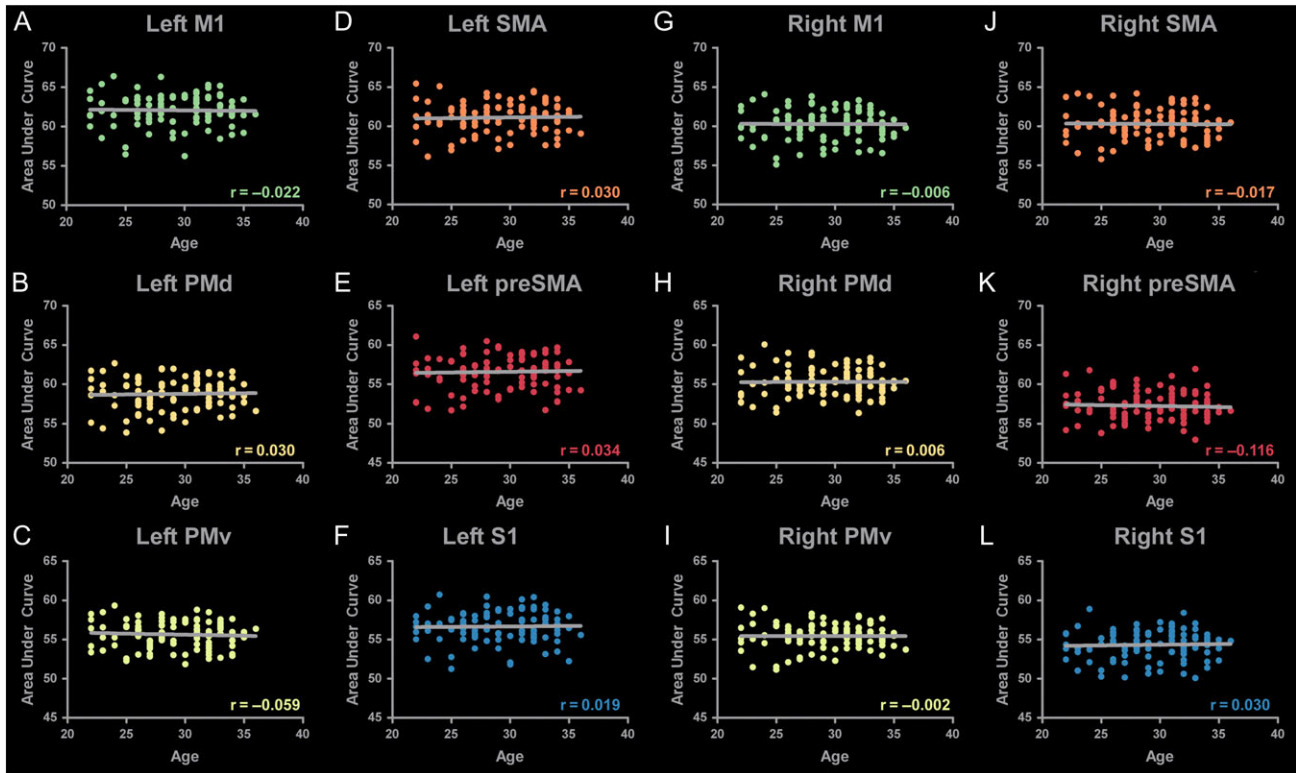 A Left M1
D Left SMA
G Right M1
J Right SMA
Area Under Curve
70
65
60
55
50
r = –0.022
20 25 30 35 40
Age
Area Under Curve
70
65
60
55
50
r = 0.030
20 25 30 35 40
Age
Area Under Curve
70
65
60
55
50
r = –0.006
20 25 30 35 40
Age
Area Under Curve
70
65
60
55
50
r = –0.017
20 25 30 35 40
Age
B Left PMd
E Left preSMA
H Right PMd
K Right preSMA
Area Under Curve
70
65
60
55
50
r = 0.030
20 25 30 35 40
Age
Area Under Curve
65
60
55
50
45
r = 0.034
20 25 30 35 40
Age
Area Under Curve
65
60
55
50
45
r = 0.006
20 25 30 35 40
Age
Area Under Curve
70
65
60
55
50
r = –0.116
20 25 30 35 40
Age
C Left PMv
F Left S1
I Right PMv
L Right S1
Area Under Curve
65
60
55
50
45
r = –0.059
20 25 30 35 40
Age
Area Under Curve
65
60
55
50
45
r = 0.019
20 25 30 35 40
Age
Area Under Curve
65
60
55
50
45
r = –0.002
20 25 30 35 40
Age
Area Under Curve
65
60
55
50
45
r = 0.030
20 25 30 35 40
Age